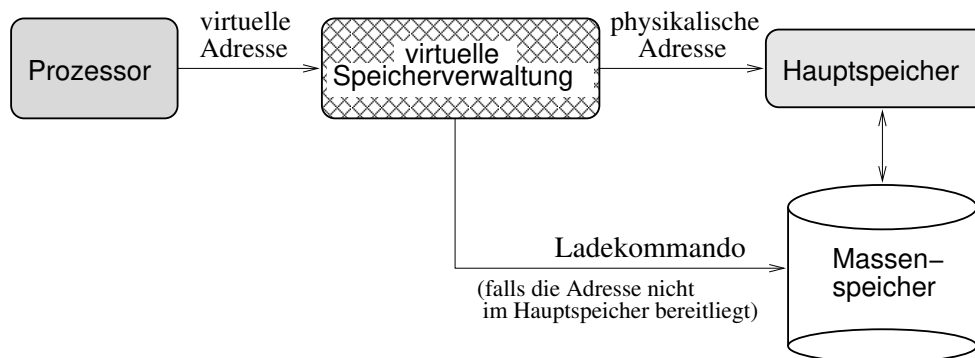 virtuelle
Adresse
physikalische
Adresse
Prozessor
virtuelle
Speicherverwaltung
Hauptspeicher
Ladekommando
(falls die Adresse nicht
im Hauptspeicher bereitliegt)
Massen−
speicher